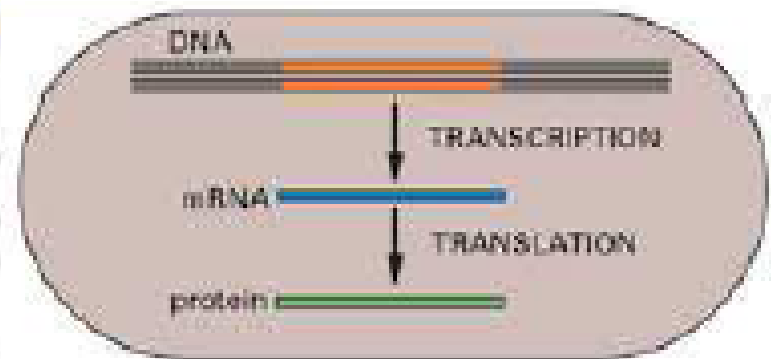 DNA
TRANSCRIPTION
mRNA
TRANSLATION
protein